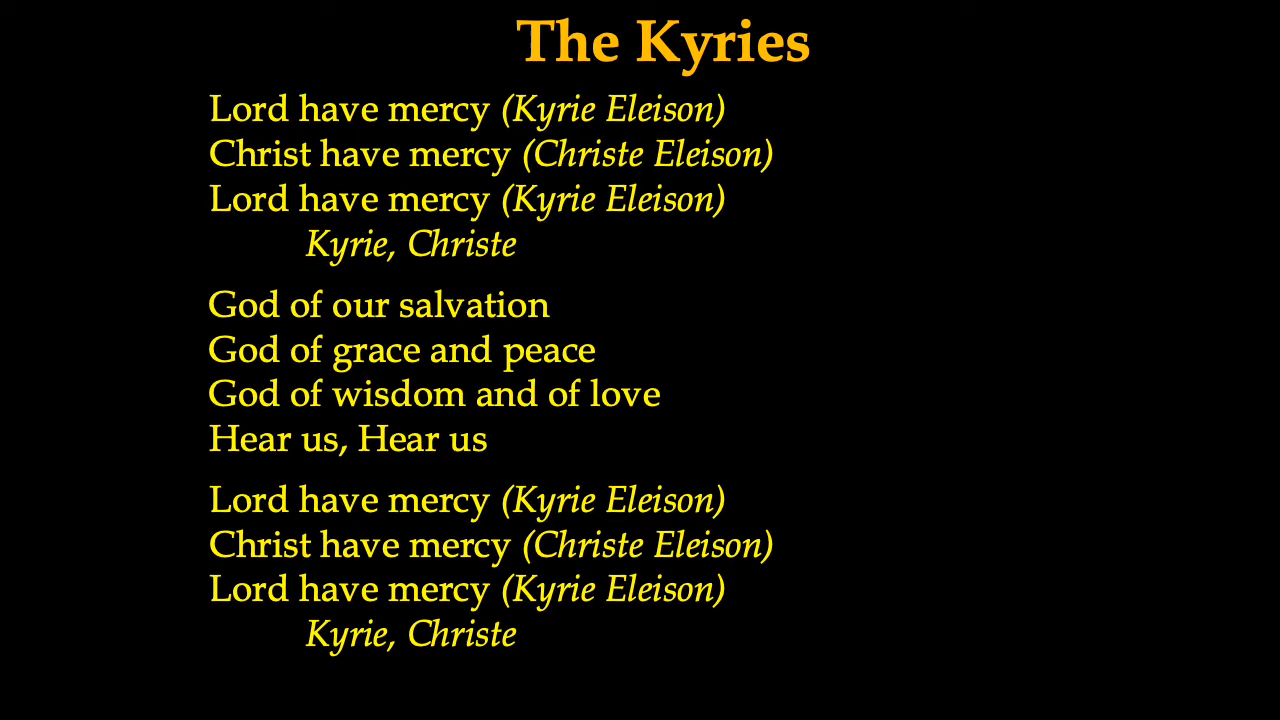 The Kyries
Lord have mercy (Kyrie Eleison)
Christ have mercy (Christe Eleison)
Lord have mercy (Kyrie Eleison)
Kyrie, Christe
God of our salvation
God of grace and peace
God of wisdom and of love
Hear us, Hear us
Lord have mercy (Kyrie Eleison)
Christ have mercy (Christe Eleison)
Lord have mercy (Kyrie Eleison)
Kyrie, Christe